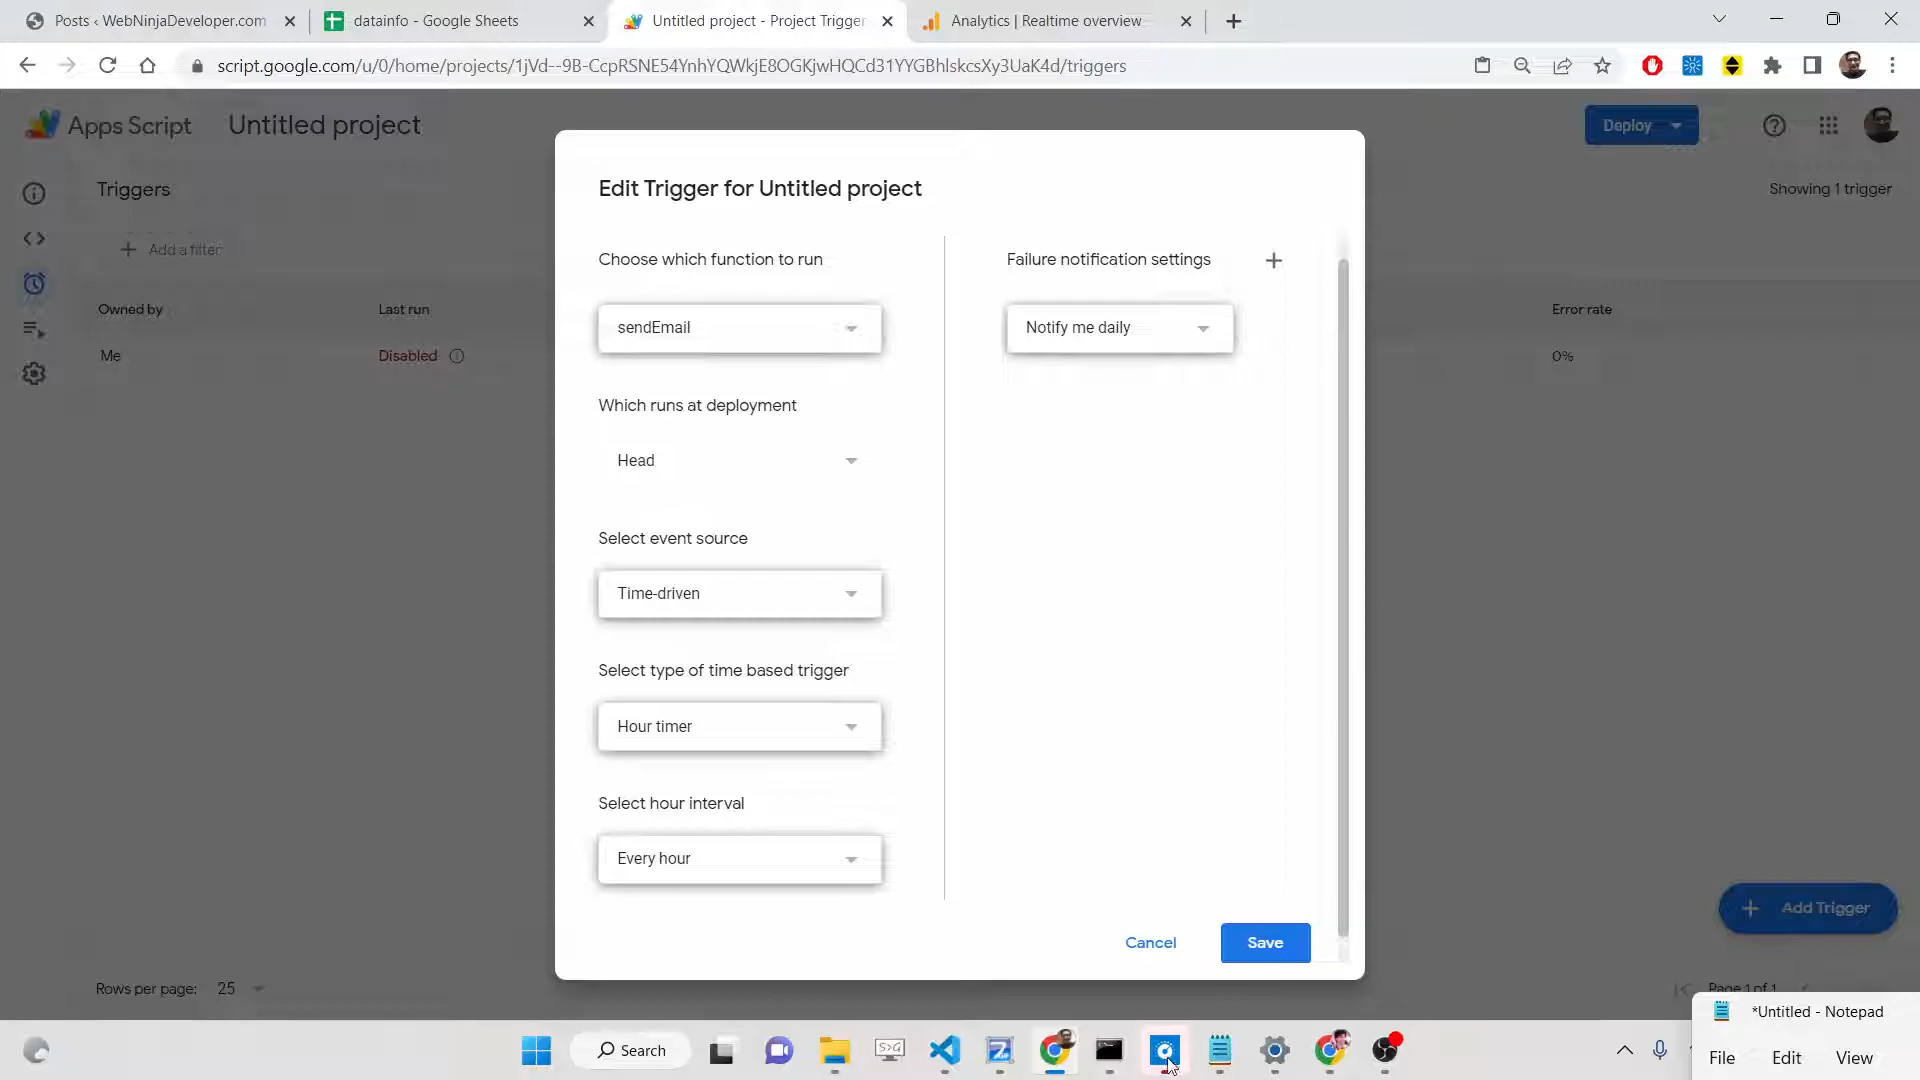 Posts ‹ WebNinjaDeveloper.com
datainfo - Google Sheets
Untitled project - Project Trigger
Analytics | Realtime overview
script.google.com/u/0/home/projects/1jVd--9B-CcpRSNE54YnhYQWkjE8OGKjwHQCd31YYGBhlskcsXy3UaK4d/triggers
Apps Script
Untitled project
Deploy
Triggers
Showing 1 trigger
Add a filter
Owned by
Last run
Error rate
Me
Disabled
0%
Edit Trigger for Untitled project
Choose which function to run
sendEmail
Which runs at deployment
Head
Select event source
Time-driven
Select type of time based trigger
Hour timer
Select hour interval
Every hour
Failure notification settings
Notify me daily
Cancel
Save
Add Trigger
Rows per page:
25
Page 1 of 1
*Untitled - Notepad
File Edit View
Search